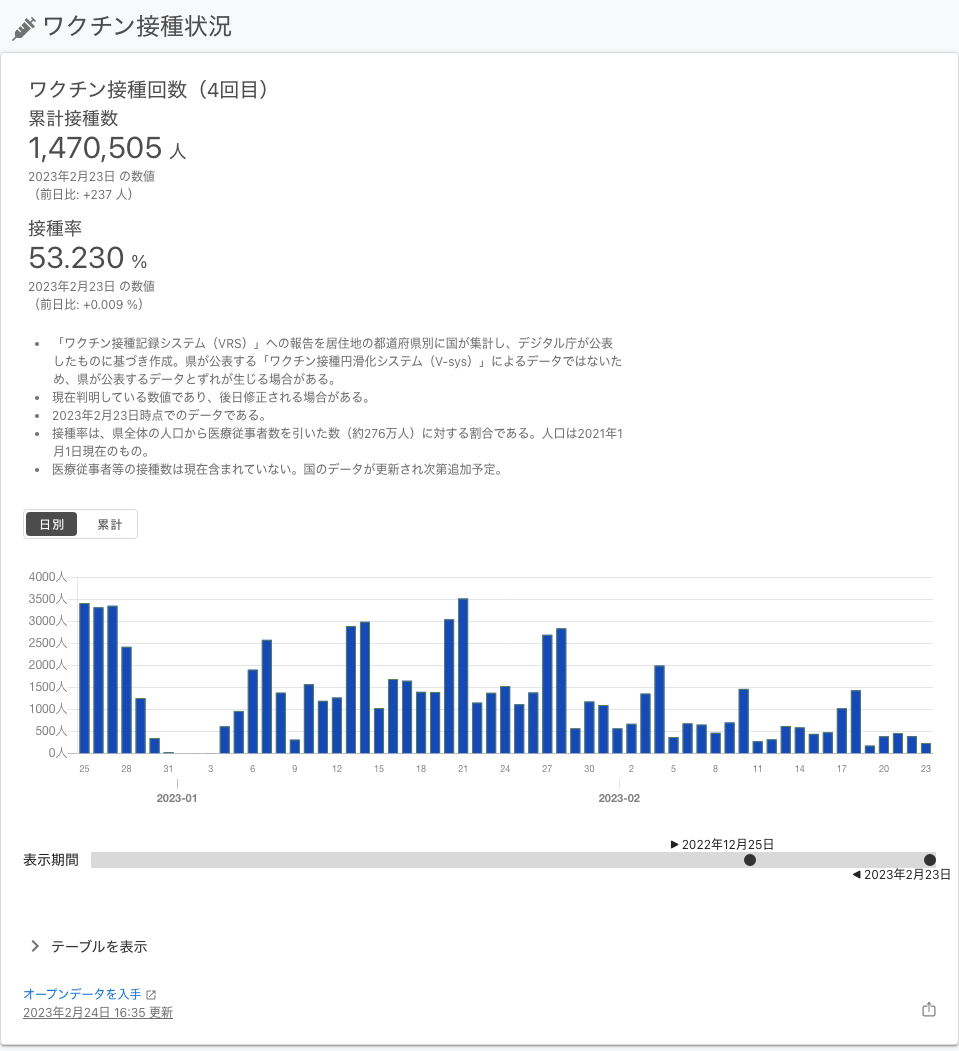 ワクチン接種状況
ワクチン接種回数（4回目）
累計接種数
1,470,505 人
2023年2月23日 の数値
（前日比: +237 人）
接種率
53.230 %
2023年2月23日 の数値
（前日比: +0.009 %）
• 「ワクチン接種記録システム（VRS）」への報告を居住地の都道府県別に国が集計し、デジタル庁が公表
したものに基づき作成。県が公表する「ワクチン接種円滑化システム（V-sys）」によるデータではないた
め、県が公表するデータとずれが生じる場合がある。
• 現在判明している数値であり、後日修正される場合がある。
• 2023年2月23日時点でのデータである。
• 接種率は、県全体の人口から医療従事者数を引いた数（約276万人）に対する割合である。人口は2021年1
月1日現在のもの。
• 医療従事者等の接種数は現在含まれていない。国のデータが更新され次第追加予定。
日別 累計
4000人
3500人
3000人
2500人
2000人
1500人
1000人
500人
0人
25 28 31 3 6 9 12 15 18 21 24 27 30 2 5 8 11 14 17 20 23
2023-01 2023-02
▶ 2022年12月25日
表示期間
◀ 2023年2月23日
テーブルを表示
オープンデータを入手
2023年2月24日 16:35 更新